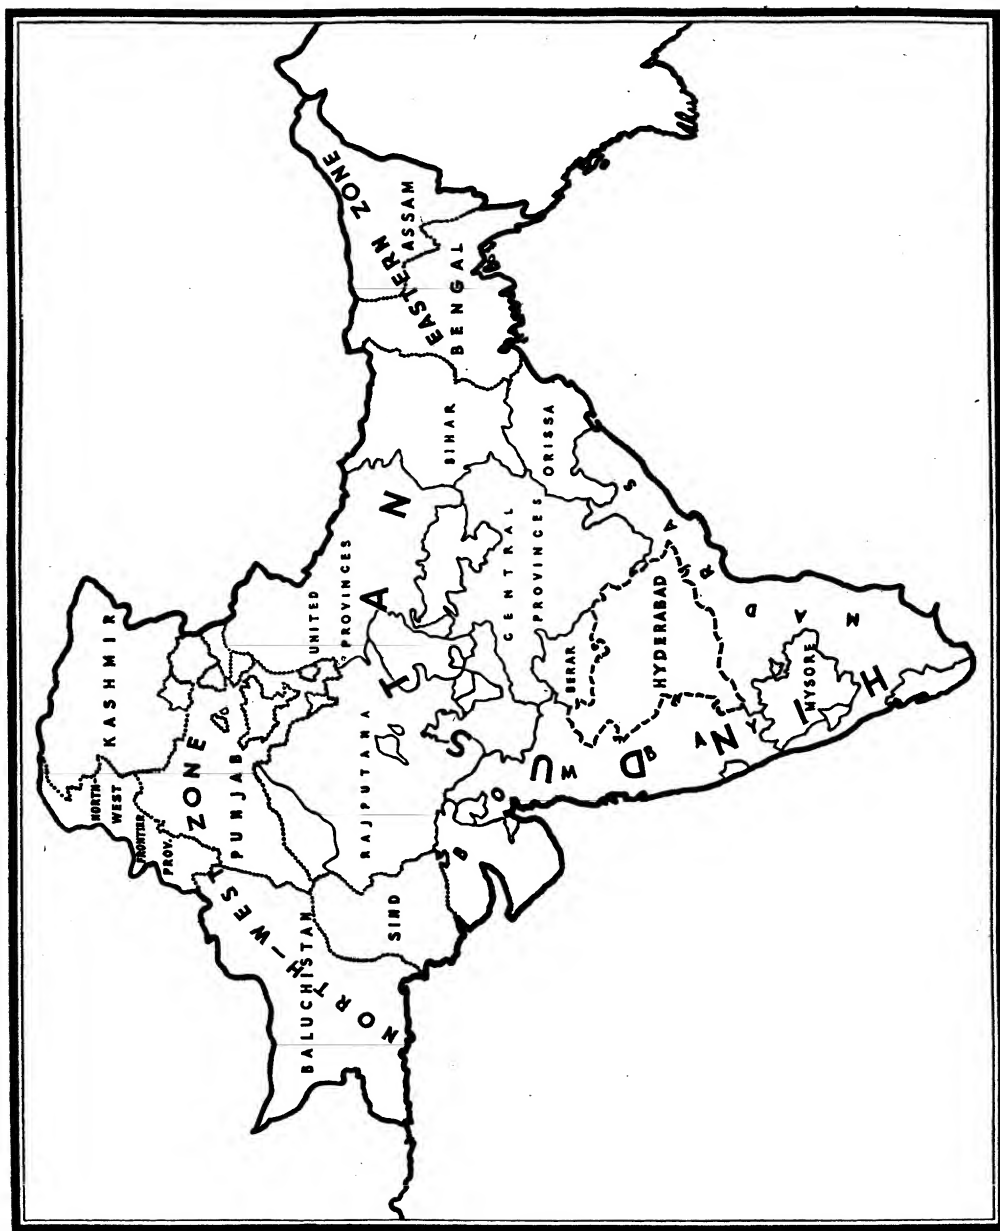 KASHMIR
NORTH-
WEST
FRONTIER
PROV.
PUNJAB
NORTH-WEST ZONE
BALUCHISTAN
SIND
RAJPUTANA
UNITED
PROVINCES
BIHAR
EASTERN ZONE
ASSAM
BENGAL
ORISSA
CENTRAL
PROVINCES
BERAR
HINDUSTAN
HYDERABAD
BOMBAY
MYSORE
MADRAS